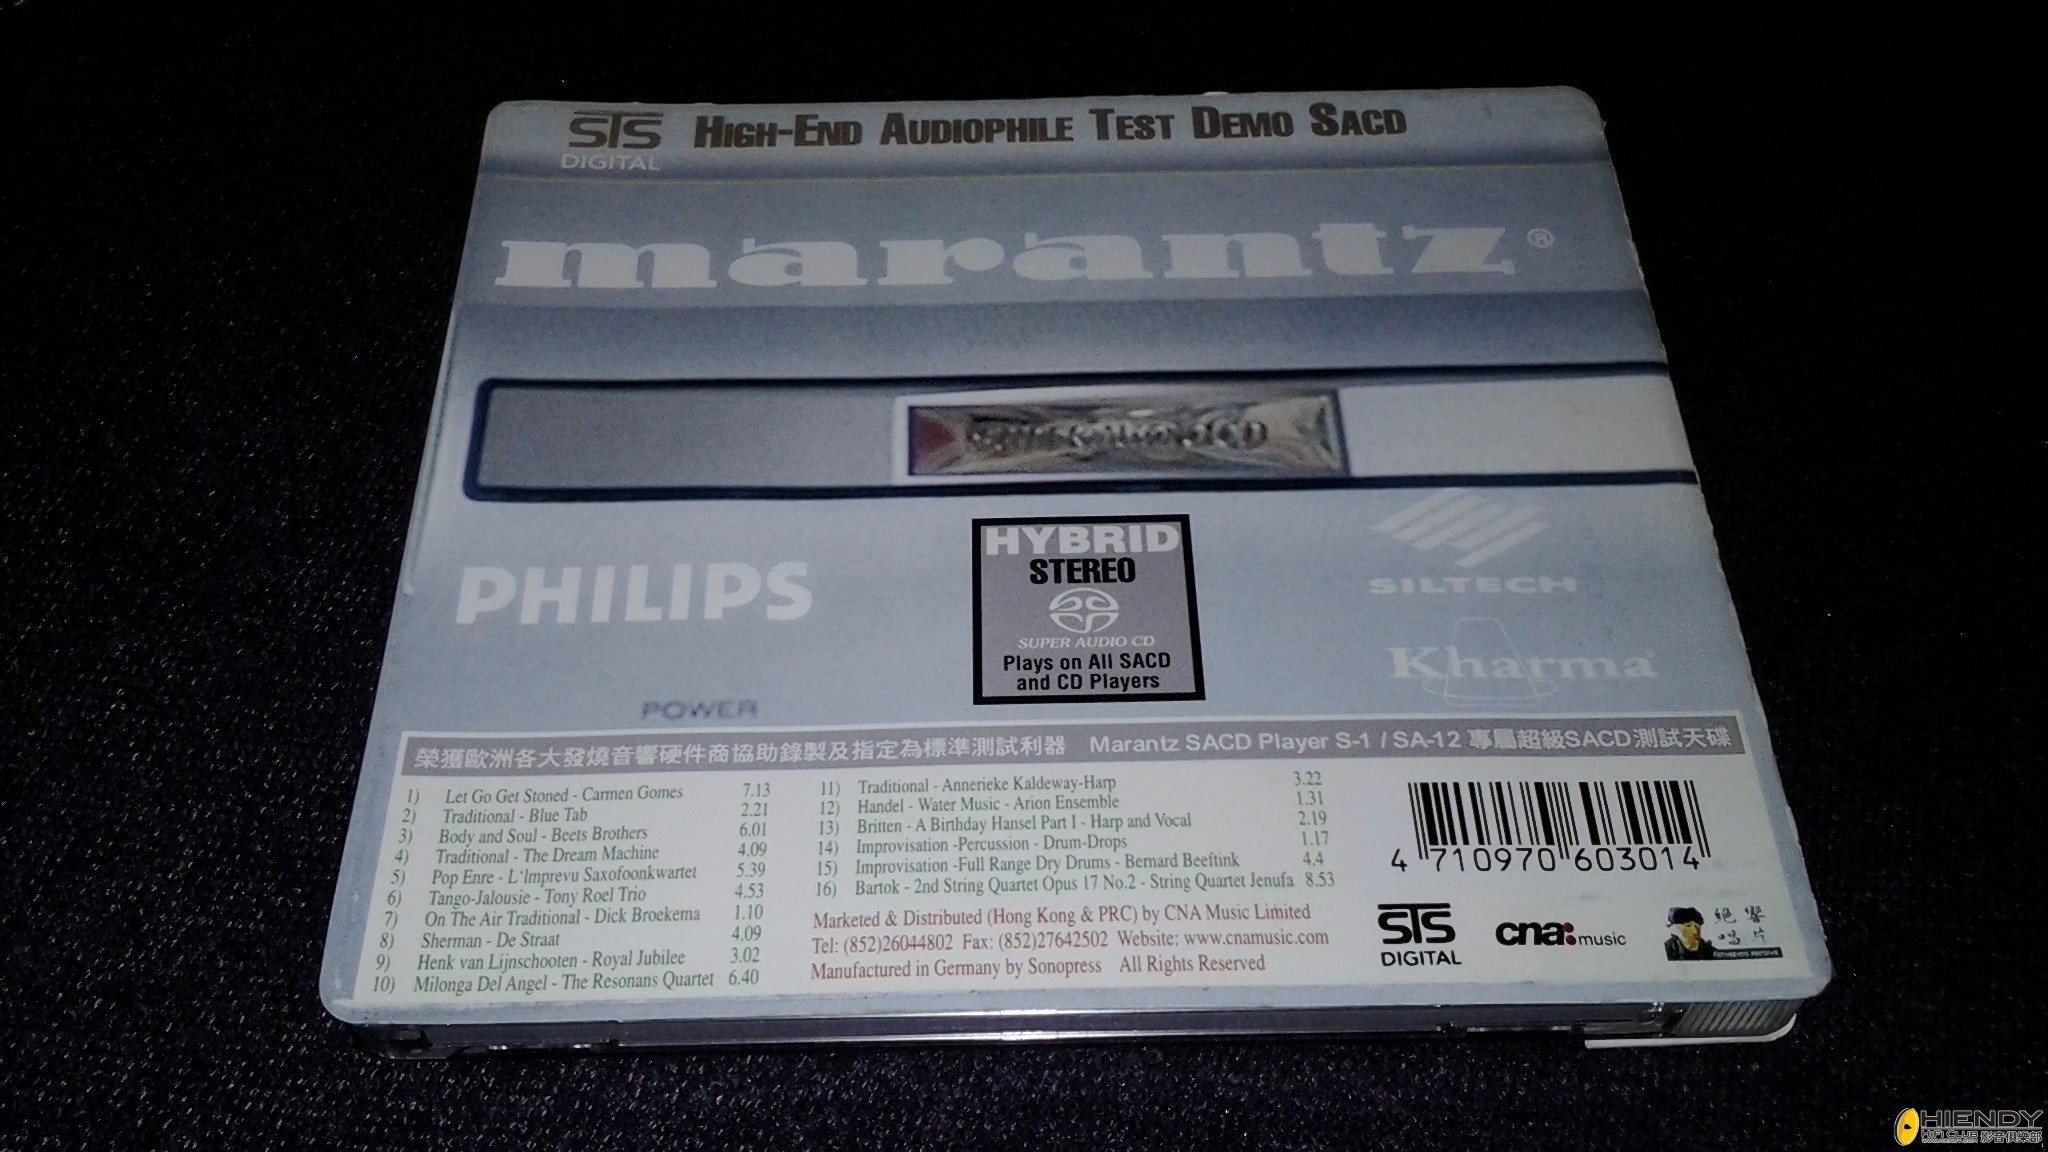 STS DIGITAL
HIGH-END AUDIOPHILE TEST DEMO SACD
marantz®
PHILIPS
HYBRID
STEREO
SUPER AUDIO CD
Plays on All SACD
and CD Players
SILTECH
Kharma
POWER
榮獲歐洲各大發燒音響硬件商協助錄製及指定為標準測試利器 Marantz SACD Player S-1 / SA-12 專屬超級SACD測試天碟
1) Let Go Get Stoned - Carmen Gomes 7.13
2) Traditional - Blue Tab 2.21
3) Body and Soul - Beets Brothers 6.01
4) Traditional - The Dream Machine 4.09
5) Pop Enre - L'Imprevu Saxofoonkwartet 5.39
6) Tango-Jalousie - Tony Roel Trio 4.53
7) On The Air Traditional - Dick Broekema 1.10
8) Sherman - De Straat 4.09
9) Henk van Lijnschooten - Royal Jubilee 3.02
10) Milonga Del Angel - The Resonans Quartet 6.40
11) Traditional - Annerieke Kaldeway-Harp 3.22
12) Handel - Water Music - Arion Ensemble 1.31
13) Britten - A Birthday Hansel Part I - Harp and Vocal 2.19
14) Improvisation -Percussion - Drum-Drops 1.17
15) Improvisation -Full Range Dry Drums - Bernard Beeftink 4.4
16) Bartok - 2nd String Quartet Opus 17 No.2 - String Quartet Jenufa 8.53
Marketed & Distributed (Hong Kong & PRC) by CNA Music Limited
Tel: (852)26044802 Fax: (852)27642502 Website: www.cnamusic.com
Manufactured in Germany by Sonopress All Rights Reserved
4 710970 603014
STS DIGITAL
cna:music
絕響
唱片
HIENDY
HiFi Club 影音俱樂部